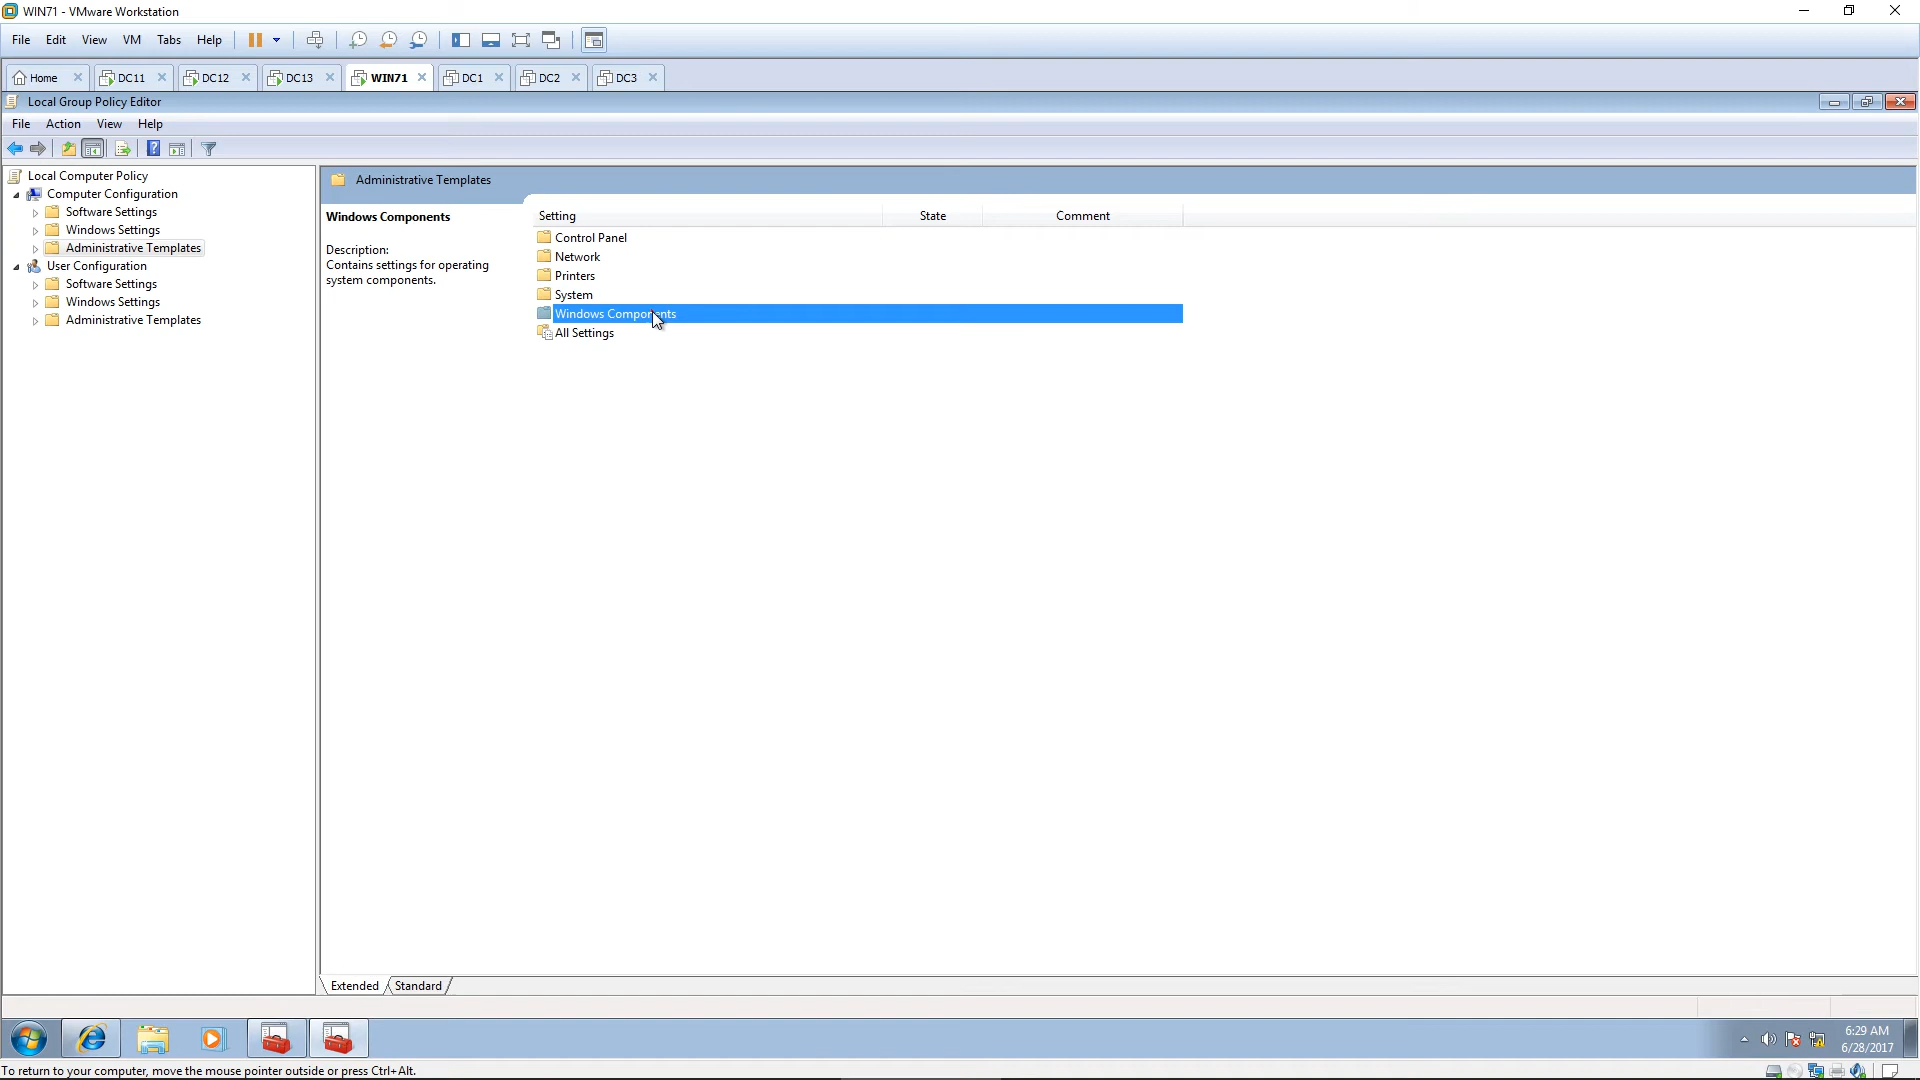 WIN71 - VMware Workstation
File Edit View VM Tabs Help
Home DC11 DC12 DC13 WIN71 DC1 DC2 DC3
Local Group Policy Editor
File Action View Help
Local Computer Policy
Computer Configuration
Software Settings
Windows Settings
Administrative Templates
User Configuration
Software Settings
Windows Settings
Administrative Templates
Administrative Templates
Windows Components
Description:
Contains settings for operating
system components.
Setting State Comment
Control Panel
Network
Printers
System
Windows Components
All Settings
Extended Standard
6:29 AM
6/28/2017
To return to your computer, move the mouse pointer outside or press Ctrl+Alt.